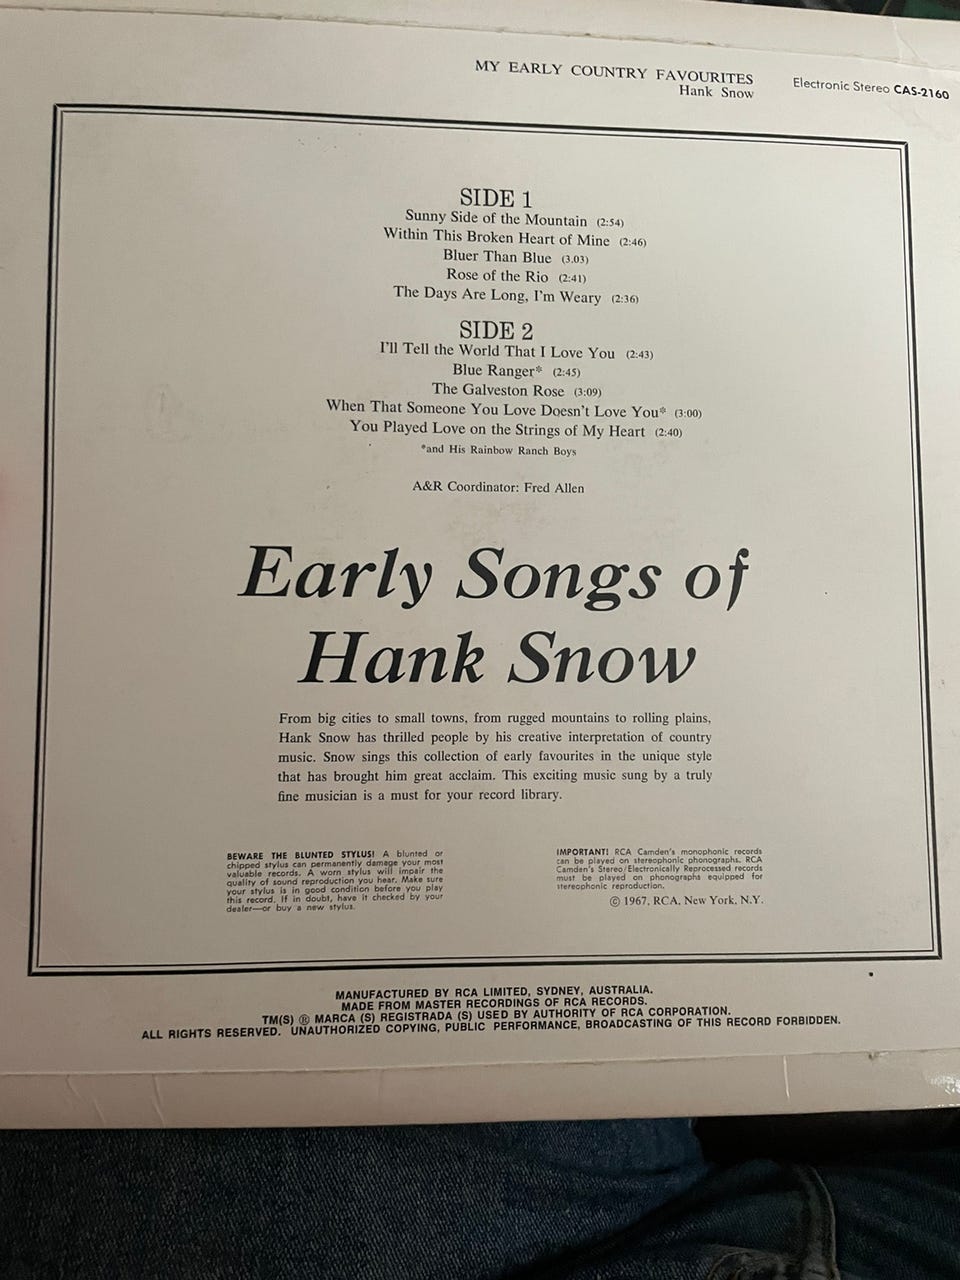 MY EARLY COUNTRY FAVOURITES
Hank Snow
Electronic Stereo CAS-2160
SIDE 1
Sunny Side of the Mountain (2:54)
Within This Broken Heart of Mine (2:46)
Bluer Than Blue (3.03)
Rose of the Rio (2:41)
The Days Are Long, I'm Weary (2:36)
SIDE 2
I'll Tell the World That I Love You (2:43)
Blue Ranger* (2:45)
The Galveston Rose (3:09)
When That Someone You Love Doesn't Love You* (3:00)
You Played Love on the Strings of My Heart (2:40)
*and His Rainbow Ranch Boys
A&R Coordinator: Fred Allen
Early Songs of
Hank Snow
From big cities to small towns, from rugged mountains to rolling plains,
Hank Snow has thrilled people by his creative interpretation of country
music. Snow sings this collection of early favourites in the unique style
that has brought him great acclaim. This exciting music sung by a truly
fine musician is a must for your record library.
BEWARE THE BLUNTED STYLUS! A blunted or
chipped stylus can permanently damage your most
valuable records. A worn stylus will impair the
quality of sound reproduction you hear. Make sure
your stylus is in good condition before you play
this record. If in doubt, have it checked by your
dealer—or buy a new stylus.
IMPORTANT! RCA Camden's monophonic records
can be played on stereophonic phonographs. RCA
Camden's Stereo/Electronically Reprocessed records
must be played on phonographs equipped for
stereophonic reproduction.
© 1967, RCA, New York, N.Y.
MANUFACTURED BY RCA LIMITED, SYDNEY, AUSTRALIA.
MADE FROM MASTER RECORDINGS OF RCA RECORDS.
TM(S) ® MARCA (S) REGISTRADA (S) USED BY AUTHORITY OF RCA CORPORATION.
ALL RIGHTS RESERVED. UNAUTHORIZED COPYING, PUBLIC PERFORMANCE, BROADCASTING OF THIS RECORD FORBIDDEN.